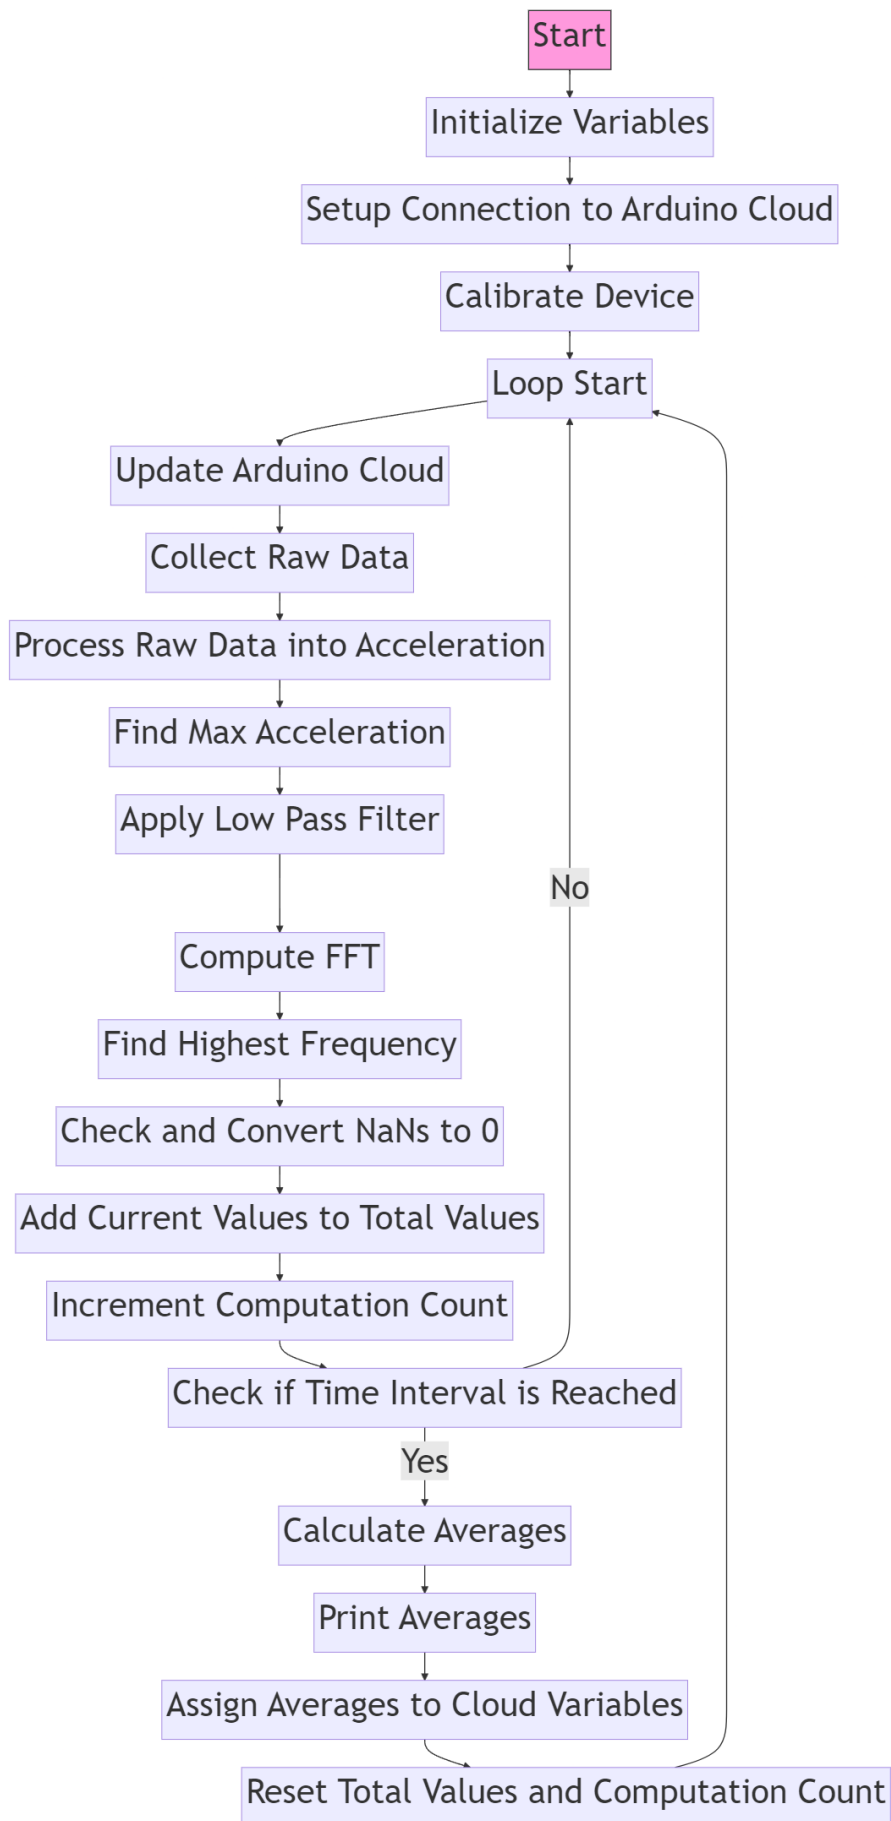 Start
Initialize Variables
Setup Connection to Arduino Cloud
Calibrate Device
Loop Start
Update Arduino Cloud
Collect Raw Data
Process Raw Data into Acceleration
Find Max Acceleration
Apply Low Pass Filter
No
Compute FFT
Find Highest Frequency
Check and Convert NaNs to 0
Add Current Values to Total Values
Increment Computation Count
Check if Time Interval is Reached
Yes
Calculate Averages
Print Averages
Assign Averages to Cloud Variables
Reset Total Values and Computation Count